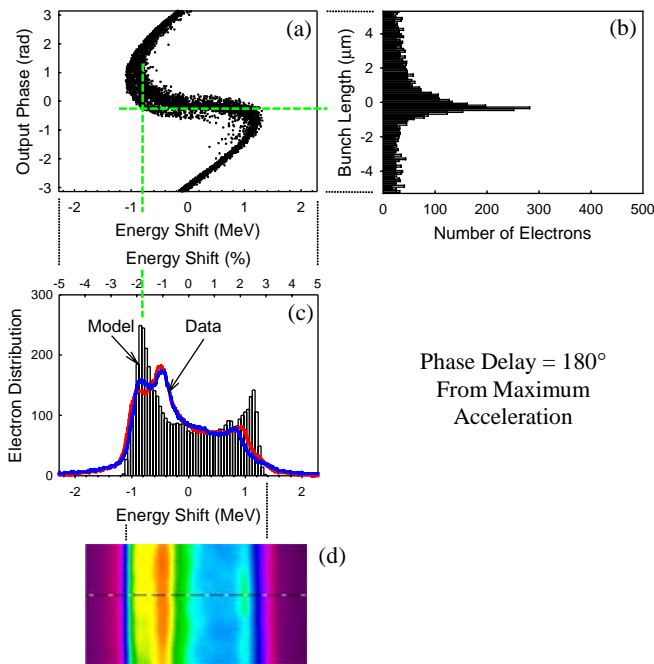 3
2
1
0
-1
-2
-3
Output Phase (rad)
(a)
-2 -1 0 1 2
Energy Shift (MeV)
4
2
0
-2
-4
Bunch Length (μm)
(b)
0 100 200 300 400 500
Number of Electrons
Energy Shift (%)
-5 -4 -3 -2 -1 0 1 2 3 4 5
300
200
100
0
Electron Distribution
(c)
Model Data
-2 -1 0 1 2
Energy Shift (MeV)
Phase Delay = 180°
From Maximum
Acceleration
(d)